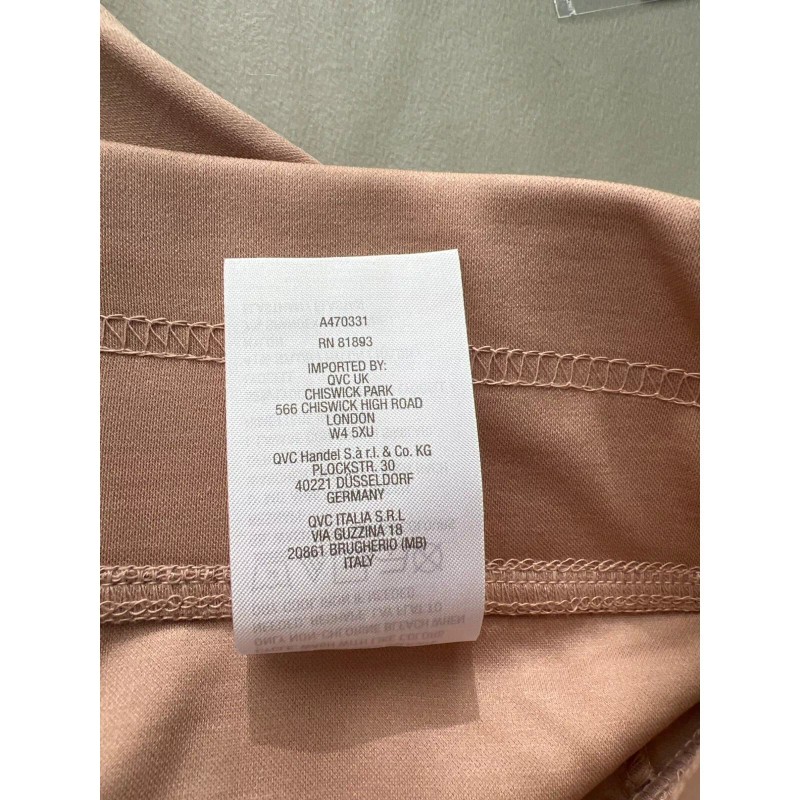 A470331
RN 81893
IMPORTED BY:
QVC UK
CHISWICK PARK
566 CHISWICK HIGH ROAD
LONDON
W4 5XU
QVC Handel S.à r.l. & Co. KG
PLOCKSTR. 30
40221 DÜSSELDORF
GERMANY
QVC ITALIA S.R.L
VIA GUZZINA 18
20861 BRUGHERIO (MB)
ITALY